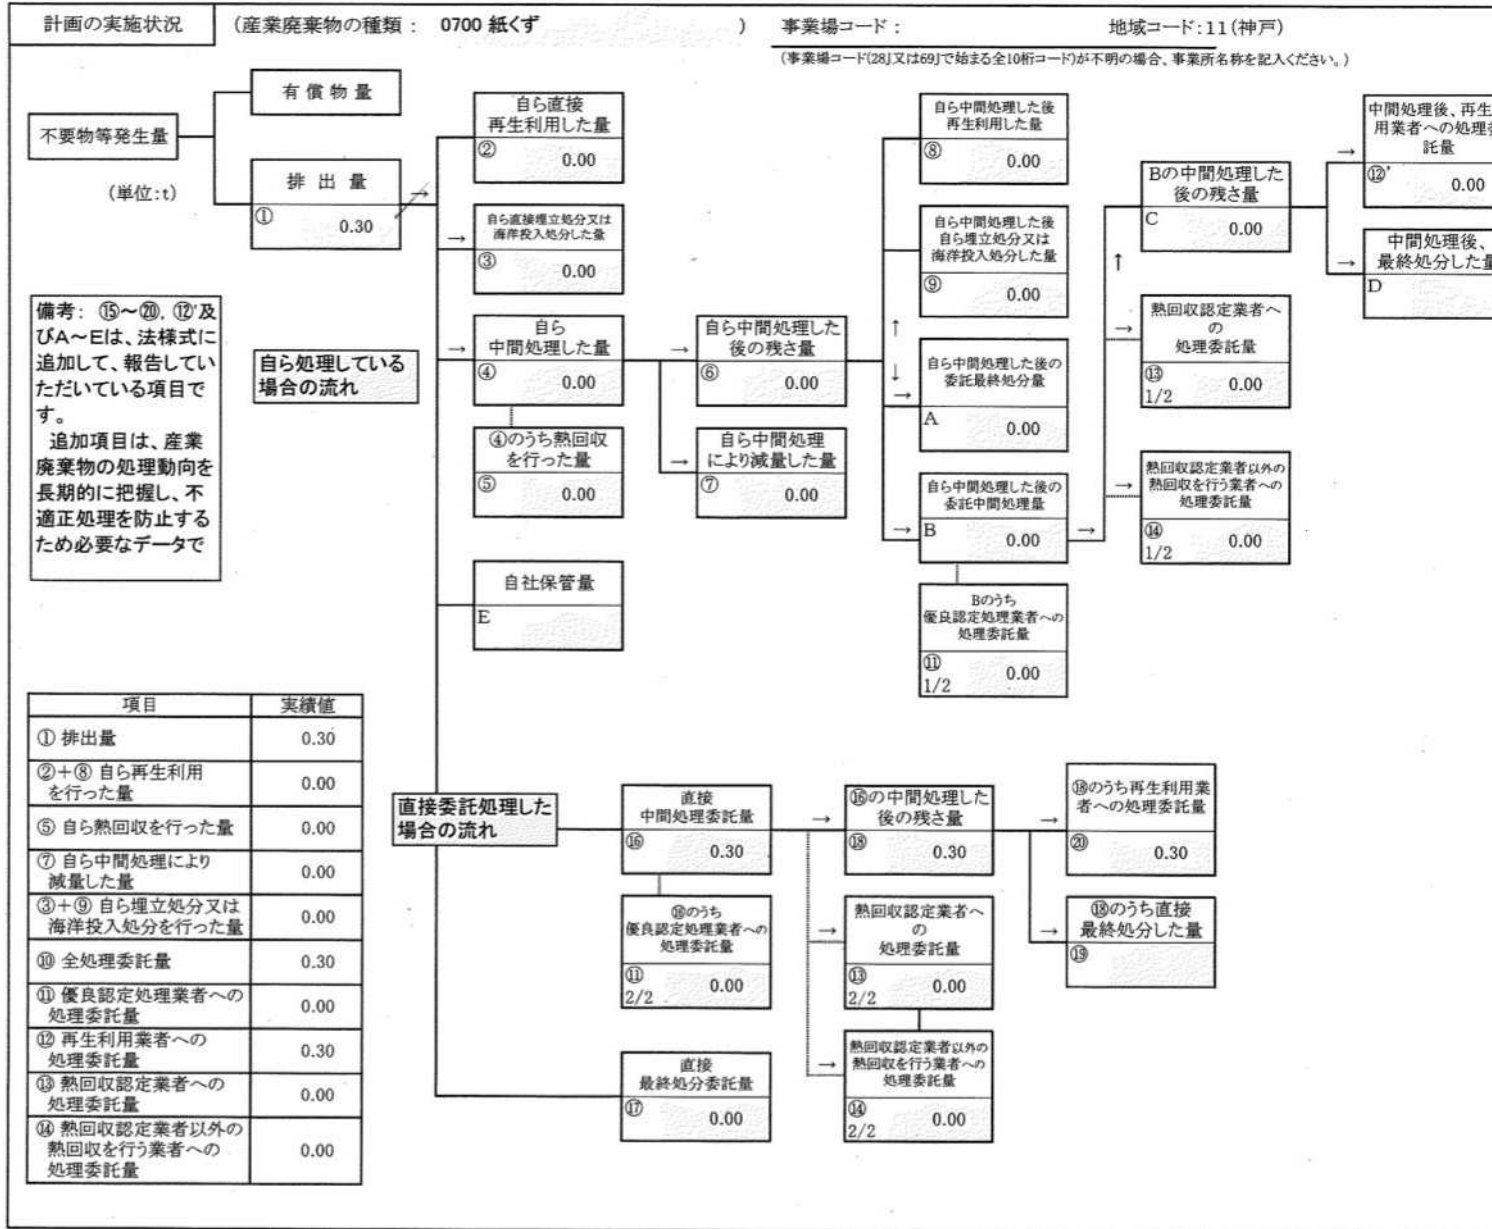 計画の実施状況 (産業廃棄物の種類： 0700 紙くず ) 事業場コード： 地域コード：11(神戸)
(事業場コード(28」又は69」で始まる全10桁コード)が不明の場合、事業所名称を記入ください。)
不要物等発生量
(単位：t)
有償物量
排出量
① 0.30
→
自ら直接
再生利用した量
② 0.00
→
自ら直接埋立処分又は
海洋投入処分した量
③ 0.00
→
自ら
中間処理した量
④ 0.00
④のうち熱回収
を行った量
⑤ 0.00
自社保管量
E
→
自ら中間処理した
後の残さ量
⑥ 0.00
→
自ら中間処理
により減量した量
⑦ 0.00
自ら中間処理した後
再生利用した量
⑧ 0.00
自ら中間処理した後
自ら埋立処分又は
海洋投入処分した量
⑨ 0.00
↑
↓
→
自ら中間処理した後の
委託最終処分量
A 0.00
→
自ら中間処理した後の
委託中間処理量
B 0.00
→
Bのうち
優良認定処理業者への
処理委託量
⑪
1/2 0.00
Bの中間処理した
後の残さ量
C 0.00
↑
→
熱回収認定業者へ
の
処理委託量
⑬
1/2 0.00
→
熱回収認定業者以外の
熱回収を行う業者への
処理委託量
⑭
1/2 0.00
→
中間処理後、再生
用業者への処理委
託量
⑫' 0.00
→
中間処理後、
最終処分した量
D
備考： ⑮～⑳, ⑫'及
びA～Eは、法様式に
追加して、報告してい
ただいている項目で
す。
追加項目は、産業
廃棄物の処理動向を
長期的に把握し、不
適正処理を防止する
ため必要なデータで
自ら処理している
場合の流れ
項目 実績値
① 排出量 0.30
②＋⑧ 自ら再生利用
を行った量 0.00
⑤ 自ら熱回収を行った量 0.00
⑦ 自ら中間処理により
減量した量 0.00
③＋⑨ 自ら埋立処分又は
海洋投入処分を行った量 0.00
⑩ 全処理委託量 0.30
⑪ 優良認定処理業者への
処理委託量 0.00
⑫ 再生利用業者への
処理委託量 0.30
⑬ 熱回収認定業者への
処理委託量 0.00
⑭ 熱回収認定業者以外の
熱回収を行う業者への
処理委託量 0.00
直接委託処理した
場合の流れ
直接
中間処理委託量
⑯ 0.30
⑯のうち
優良認定処理業者への
処理委託量
⑪
2/2 0.00
直接
最終処分委託量
⑰ 0.00
→
⑯の中間処理した
後の残さ量
⑱ 0.30
→
熱回収認定業者へ
の
処理委託量
⑬
2/2 0.00
→
熱回収認定業者以外の
熱回収を行う業者への
処理委託量
⑭
2/2 0.00
→
⑱のうち再生利用業
者への処理委託量
⑳ 0.30
→
⑱のうち直接
最終処分した量
⑲